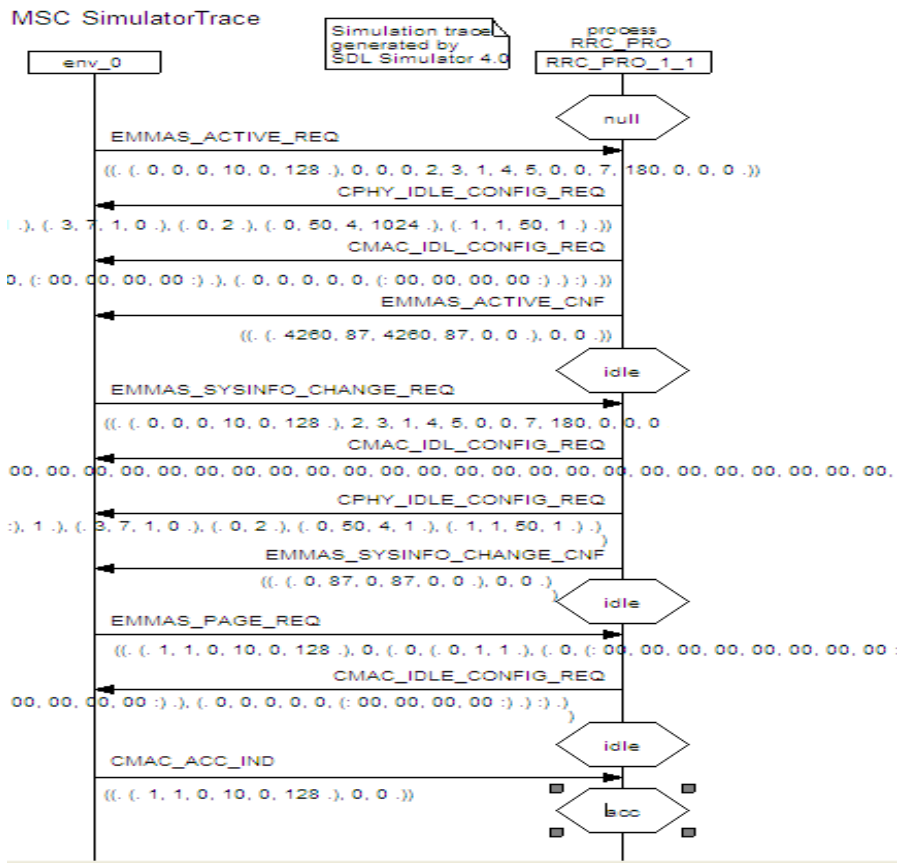 MSC SimulatorTrace
Simulation trace
generated by
SDL Simulator 4.0
process
RRC_PRO
env_0
RRC_PRO_1_1
null
EMMAS_ACTIVE_REQ
((. (. 0, 0, 0, 10, 0, 128 .), 0, 0, 0, 2, 3, 1, 4, 5, 0, 0, 7, 180, 0, 0, 0 .))
CPHY_IDLE_CONFIG_REQ
.), (. 3, 7, 1, 0 .), (. 0, 2 .), (. 0, 50, 4, 1024 .), (. 1, 1, 50, 1 .) .))
CMAC_IDL_CONFIG_REQ
0, (: 00, 00, 00, 00 :) .), (. 0, 0, 0, 0, 0, (: 00, 00, 00, 00 :) .) :) .))
EMMAS_ACTIVE_CNF
((. (. 4260, 87, 4260, 87, 0, 0 .), 0, 0 .))
idle
EMMAS_SYSINFO_CHANGE_REQ
((. (. 0, 0, 0, 10, 0, 128 .), 2, 3, 1, 4, 5, 0, 0, 7, 180, 0, 0, 0
CMAC_IDL_CONFIG_REQ
00, 00, 00, 00, 00, 00, 00, 00, 00, 00, 00, 00, 00, 00, 00, 00, 00, 00, 00, 00, 00, 00, 00, 00,
CPHY_IDLE_CONFIG_REQ
:), 1 .), (. 3, 7, 1, 0 .), (. 0, 2 .), (. 0, 50, 4, 1 .), (. 1, 1, 50, 1 .) .)
)
EMMAS_SYSINFO_CHANGE_CNF
((. (. 0, 87, 0, 87, 0, 0 .), 0, 0 .)
)
idle
EMMAS_PAGE_REQ
((. (. 1, 1, 0, 10, 0, 128 .), 0, (. 0, (. 0, 1, 1 .), (. 0, (: 00, 00, 00, 00, 00, 00, 00, 00 :
CMAC_IDL_CONFIG_REQ
00, 00, 00, 00 :) .), (. 0, 0, 0, 0, 0, (: 00, 00, 00, 00 :) .) :) .)
)
idle
CMAC_ACC_IND
((. (. 1, 1, 0, 10, 0, 128 .), 0, 0 .))
acc